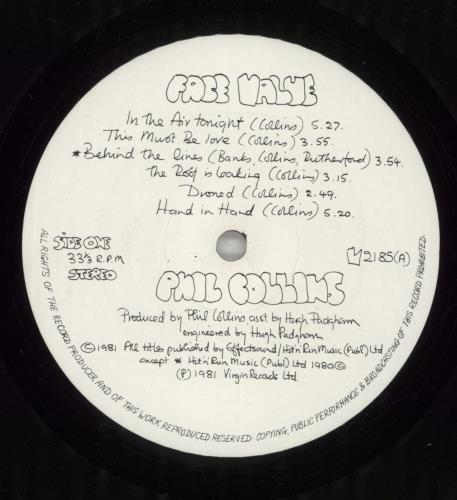 FACE VALUE
In the Air tonight (Collins) 5.27.
This Must Be love (Collins) 3.55.
*Behind the lines (Banks, Collins, Rutherford) 3.54.
The Roof is leaking (Collins) 3.15.
Droned (Collins) 2.49.
Hand in Hand (Collins) 5.20.
SIDE ONE
33⅓ R.P.M
STEREO
V2185(A)
PHIL COLLINS
Produced by Phil Collins asst by Hugh Padgham
engineered by Hugh Padgham
© 1981 All titles published by Effectsound/Hit'n'Run Music (Publ) Ltd
except * Hit'n'Run Music (Publ) Ltd 1980©
(P) 1981 Virgin Records Ltd
ALL RIGHTS OF THE RECORD PRODUCER AND OF THIS WORK REPRODUCED RESERVED· COPYING, PUBLIC PERFORMANCE & BROADCASTING OF THIS RECORD PROHIBITED·